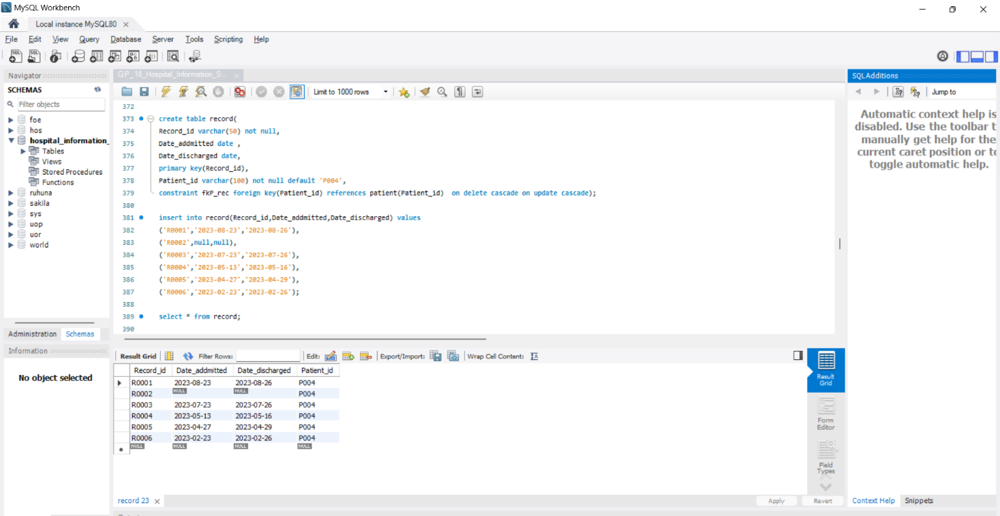 MySQL Workbench
Local instance MySQL80
File Edit View Query Database Server Tools Scripting Help
Navigator
SCHEMAS
Filter objects
foe
hos
hospital_information_
Tables
Views
Stored Procedures
Functions
ruhuna
sakila
sys
uop
uor
world
Administration Schemas
Information
No object selected
GP_18_Hospital_Information_S...
Limit to 1000 rows
372
373 create table record(
374 Record_id varchar(50) not null,
375 Date_addmitted date ,
376 Date_discharged date,
377 primary key(Record_id),
378 Patient_id varchar(100) not null default 'P004',
379 constraint fkP_rec foreign key(Patient_id) references patient(Patient_id)  on delete cascade on update cascade);
380
381 insert into record(Record_id,Date_addmitted,Date_discharged) values
382 ('R0001','2023-08-23','2023-08-26'),
383 ('R0002',null,null),
384 ('R0003','2023-07-23','2023-07-26'),
385 ('R0004','2023-05-13','2023-05-16'),
386 ('R0005','2023-04-27','2023-04-29'),
387 ('R0006','2023-02-23','2023-02-26');
388
389 select * from record;
390
Result Grid Filter Rows: Edit: Export/Import: Wrap Cell Content:
Record_id Date_addmitted Date_discharged Patient_id
R0001 2023-08-23 2023-08-26 P004
R0002 NULL NULL P004
R0003 2023-07-23 2023-07-26 P004
R0004 2023-05-13 2023-05-16 P004
R0005 2023-04-27 2023-04-29 P004
R0006 2023-02-23 2023-02-26 P004
NULL NULL NULL NULL
Result
Grid
Form
Editor
Field
Types
record 23
Apply Revert
SQLAdditions
Jump to
Automatic context help is
disabled. Use the toolbar t
manually get help for the
current caret position or to
toggle automatic help.
Context Help Snippets